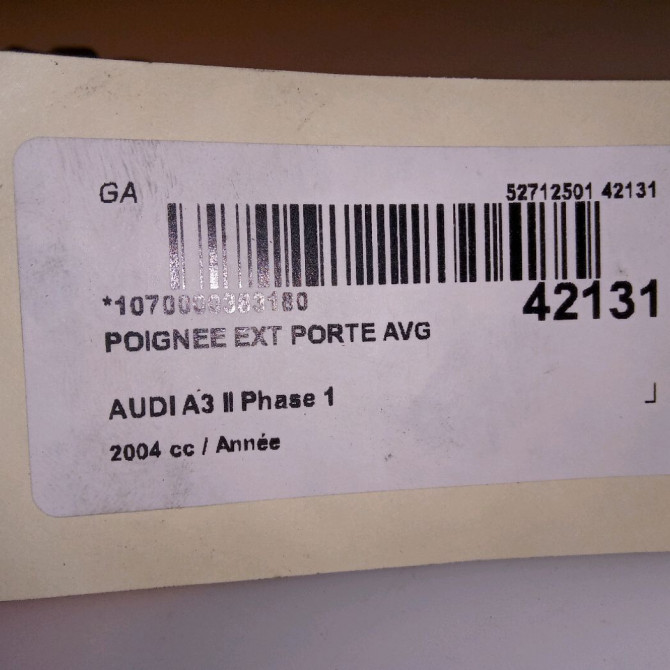 GA
52712501 42131
42131
POIGNEE EXT PORTE AVG
AUDI A3 II Phase 1
2004 cc / Année